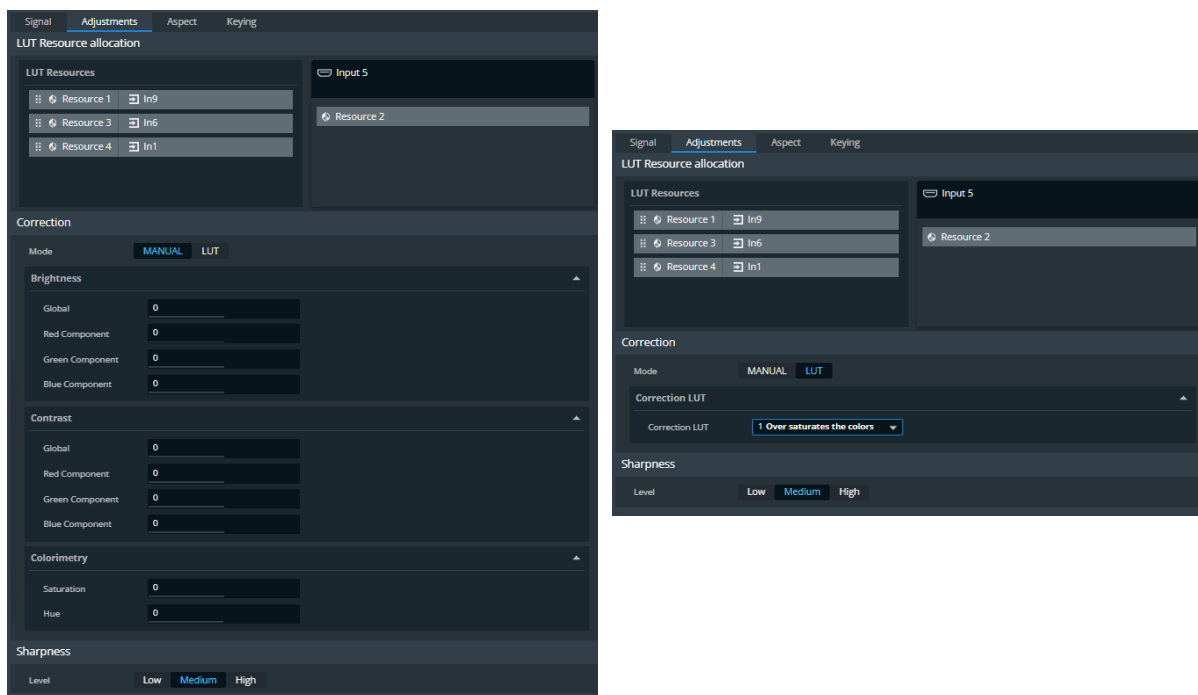 Signal Adjustments Aspect Keying
LUT Resource allocation
LUT Resources
Resource 1 In9
Resource 3 In6
Resource 4 In1
Input 5
Resource 2
Correction
Mode MANUAL LUT
Brightness
Global 0
Red Component 0
Green Component 0
Blue Component 0
Contrast
Global 0
Red Component 0
Green Component 0
Blue Component 0
Colorimetry
Saturation 0
Hue 0
Sharpness
Level Low Medium High
Signal Adjustments Aspect Keying
LUT Resource allocation
LUT Resources
Resource 1 In9
Resource 3 In6
Resource 4 In1
Input 5
Resource 2
Correction
Mode MANUAL LUT
Correction LUT
Correction LUT 1 Over saturates the colors
Sharpness
Level Low Medium High